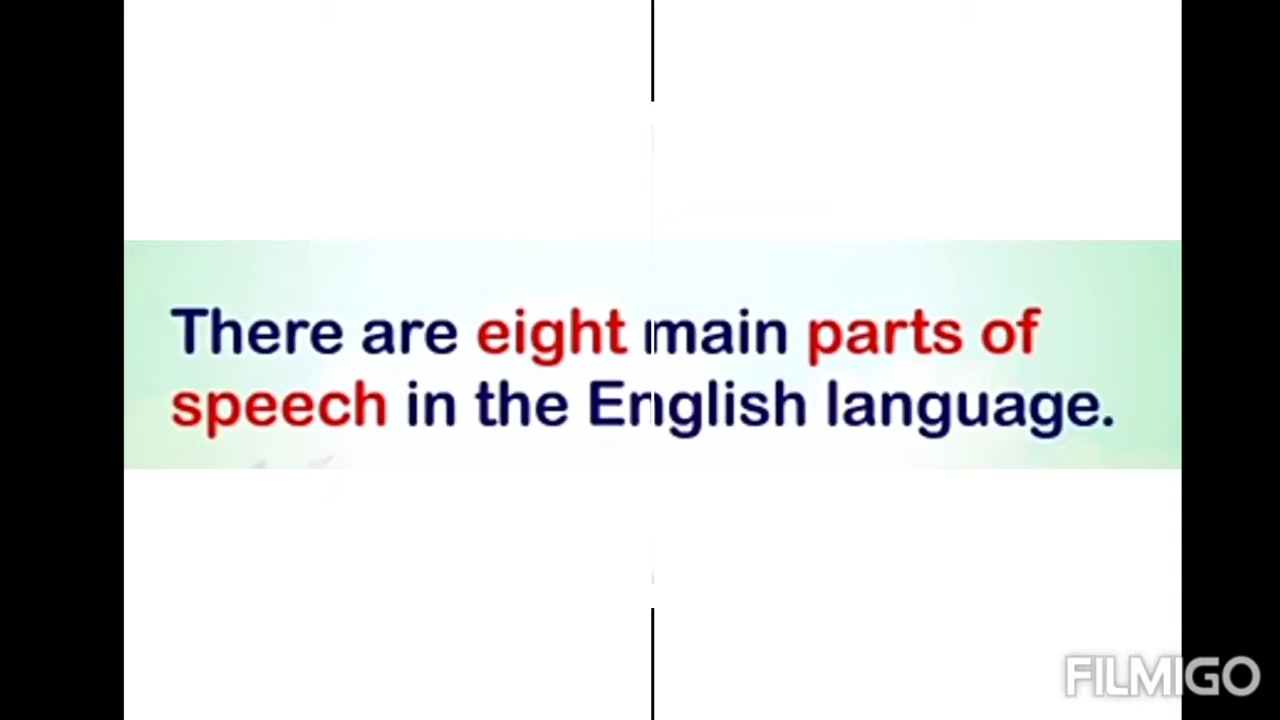 There are eight main parts of
speech in the English language.
FILMIGO